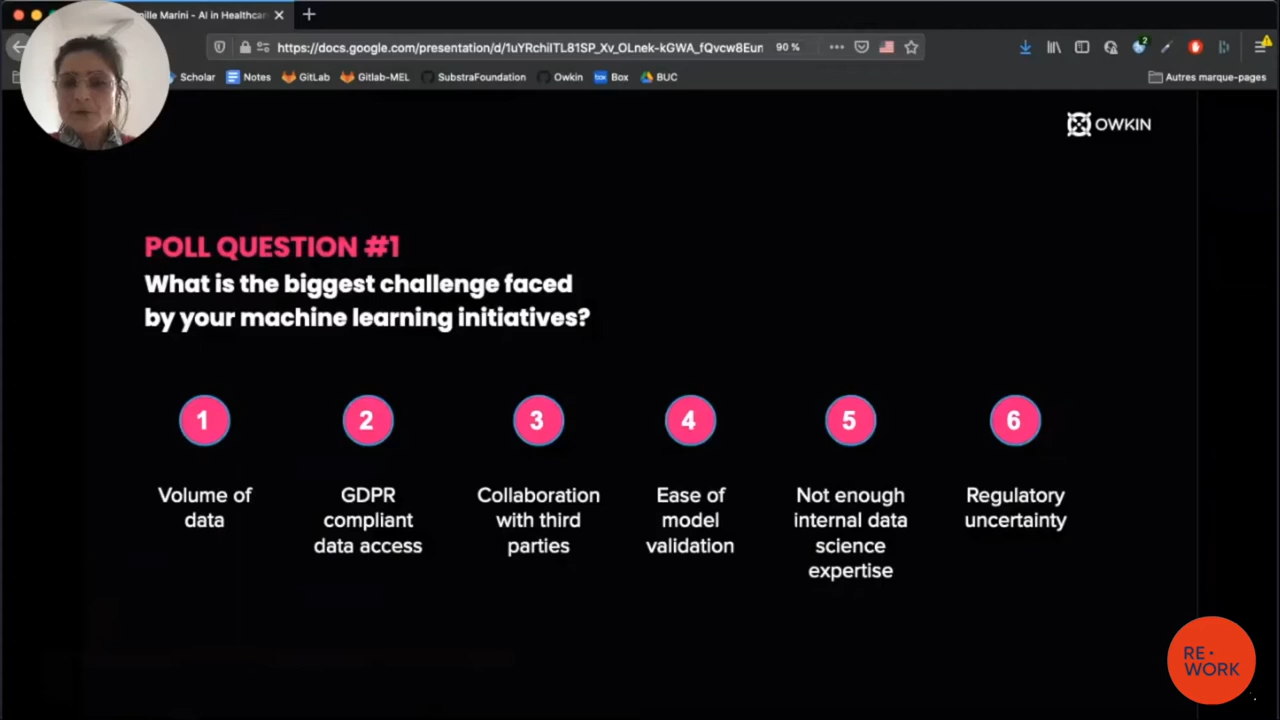 ille Marini - AI in Healthcar
https://docs.google.com/presentation/d/1uYRchiITL81SP_Xv_OLnek-kGWA_fQvcw8Eun
90 %
2
Scholar
Notes
GitLab
Gitlab-MEL
SubstraFoundation
Owkin
box
Box
BUC
Autres marque-pages
OWKIN
POLL QUESTION #1
What is the biggest challenge faced
by your machine learning initiatives?
1
2
3
4
5
6
Volume of
data
GDPR
compliant
data access
Collaboration
with third
parties
Ease of
model
validation
Not enough
internal data
science
expertise
Regulatory
uncertainty
RE•
WORK